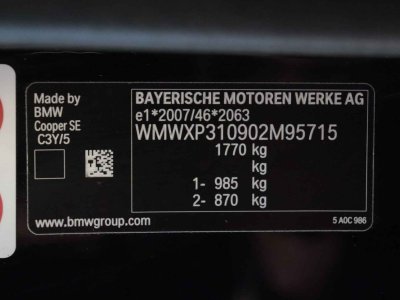 Made by
BMW
Cooper SE
C3Y/5
BAYERISCHE MOTOREN WERKE AG
e1*2007/46*2063
WMWXP310902M95715
1770 kg
kg
1- 985 kg
2- 870 kg
www.bmwgroup.com
5 A0C 9B6